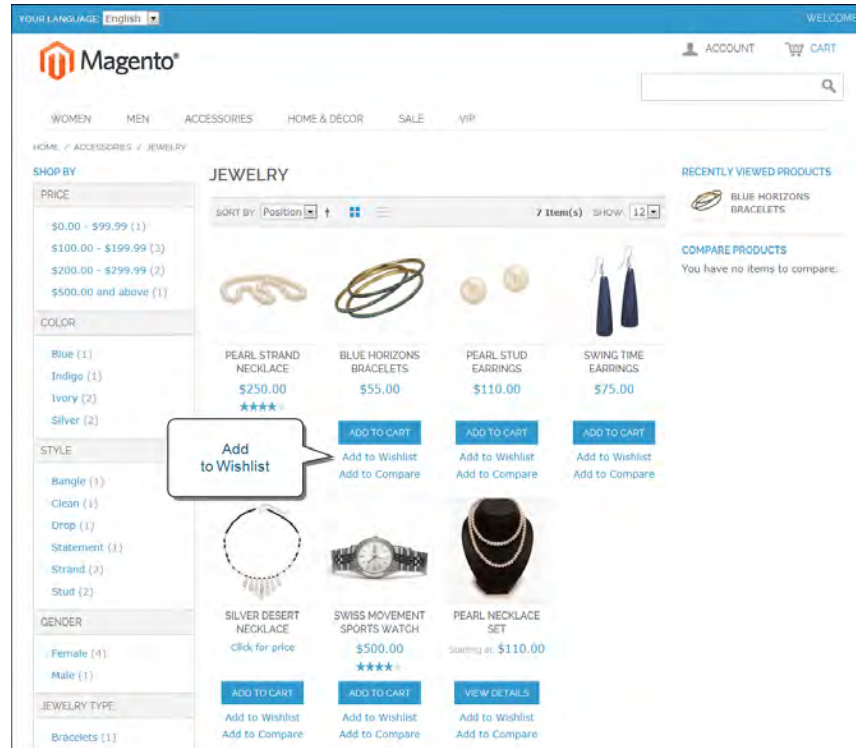 YOUR LANGUAGE: English
WELCOME
Magento®
ACCOUNT
CART
WOMEN MEN ACCESSORIES HOME & DECOR SALE VIP
HOME / ACCESSORIES / JEWELRY
SHOP BY
PRICE
$0.00 - $99.99 (1)
$100.00 - $199.99 (3)
$200.00 - $299.99 (2)
$500.00 and above (1)
COLOR
Blue (1)
Indigo (1)
Ivory (2)
Silver (2)
STYLE
Bangle (1)
Clean (1)
Drop (1)
Statement (1)
Strand (2)
Stud (2)
GENDER
Female (4)
Male (1)
JEWELRY TYPE
Bracelets (1)
JEWELRY
SORT BY Position
7 Item(s) SHOW 12
PEARL STRAND
NECKLACE
$250.00
BLUE HORIZONS
BRACELETS
$55.00
ADD TO CART
Add to Wishlist
Add to Compare
PEARL STUD
EARRINGS
$110.00
ADD TO CART
Add to Wishlist
Add to Compare
SWING TIME
EARRINGS
$75.00
ADD TO CART
Add to Wishlist
Add to Compare
Add
to Wishlist
SILVER DESERT
NECKLACE
Click for price
ADD TO CART
Add to Wishlist
Add to Compare
SWISS MOVEMENT
SPORTS WATCH
$500.00
ADD TO CART
Add to Wishlist
Add to Compare
PEARL NECKLACE
SET
Starting at $110.00
VIEW DETAILS
Add to Wishlist
Add to Compare
RECENTLY VIEWED PRODUCTS
BLUE HORIZONS
BRACELETS
COMPARE PRODUCTS
You have no items to compare.